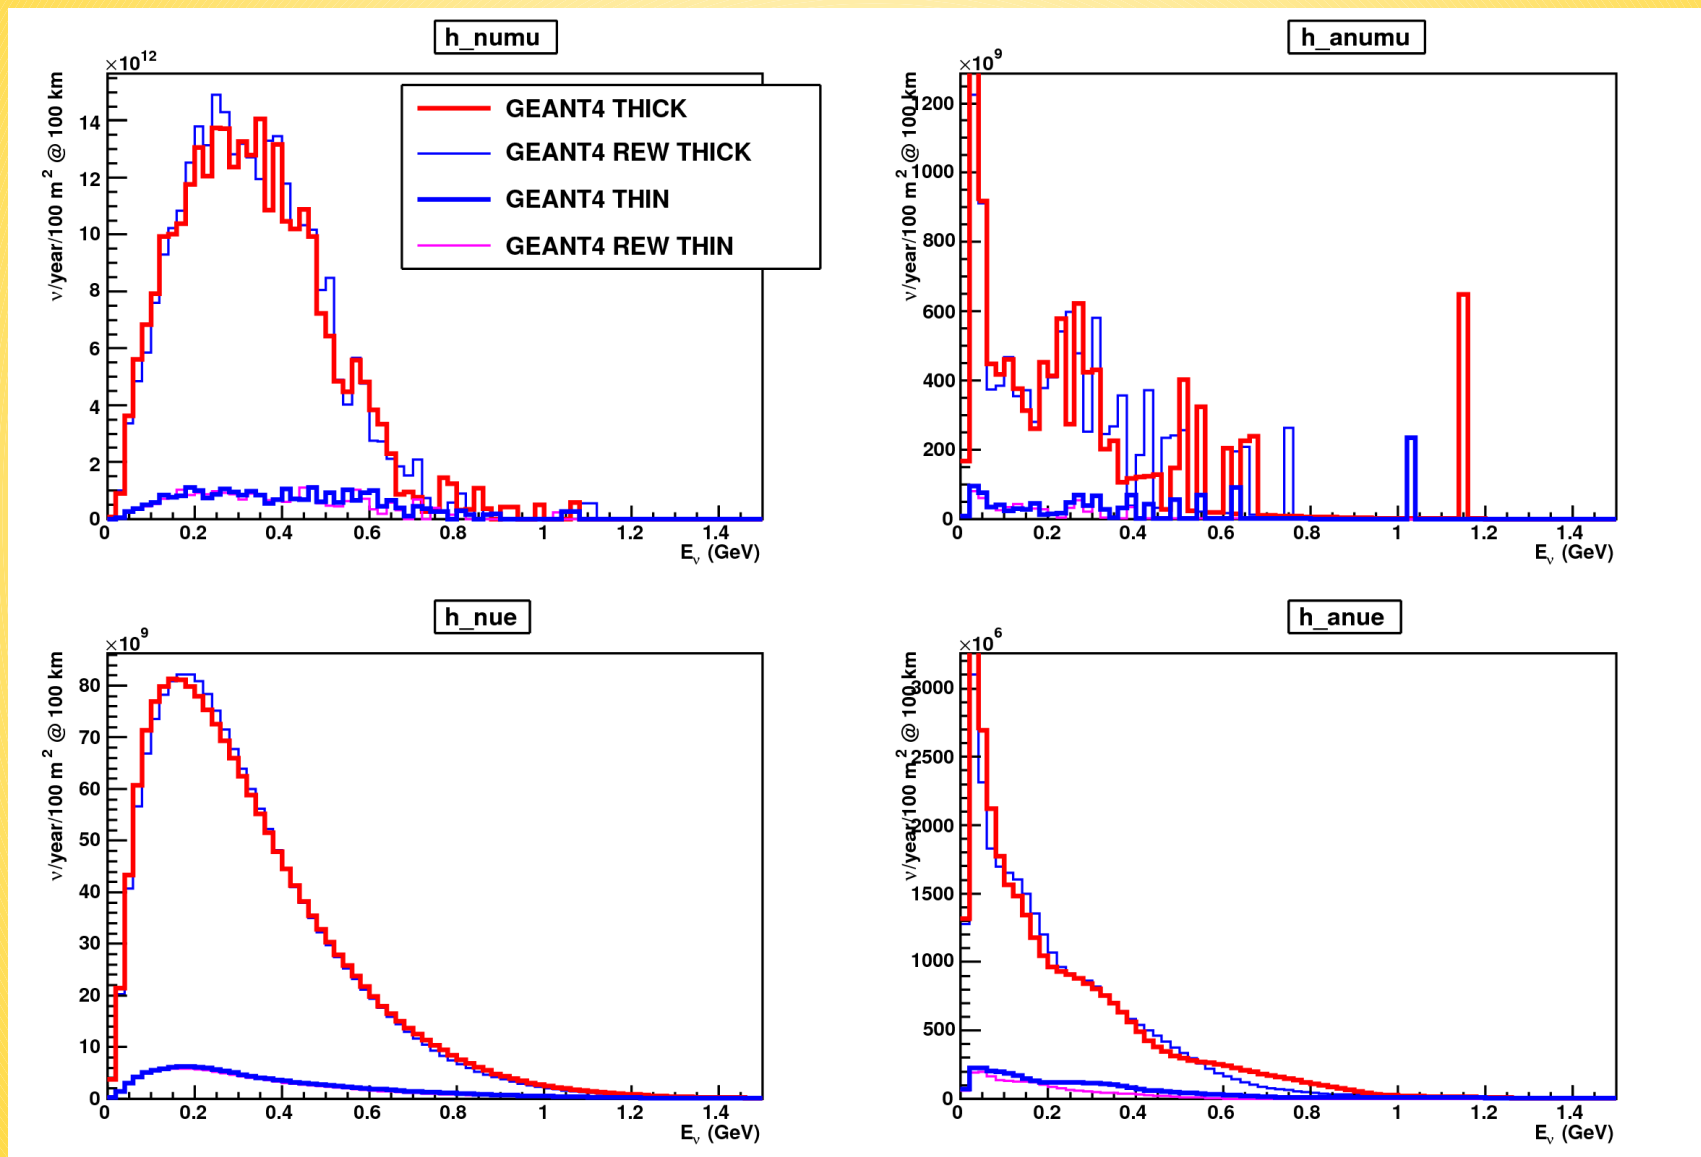 h_numu
×10¹²
ν/year/100 m² @ 100 km
14
12
10
8
6
4
2
0
0 0.2 0.4 0.6 0.8 1 1.2 1.4
Eν (GeV)
GEANT4 THICK
GEANT4 REW THICK
GEANT4 THIN
GEANT4 REW THIN
h_anumu
×10⁹
ν/year/100 m² @ 100 km
1200
1000
800
600
400
200
0
0 0.2 0.4 0.6 0.8 1 1.2 1.4
Eν (GeV)
h_nue
×10⁹
ν/year/100 m² @ 100 km
80
70
60
50
40
30
20
10
0
0 0.2 0.4 0.6 0.8 1 1.2 1.4
Eν (GeV)
h_anue
×10⁶
ν/year/100 m² @ 100 km
3000
2500
2000
1500
1000
500
0
0 0.2 0.4 0.6 0.8 1 1.2 1.4
Eν (GeV)